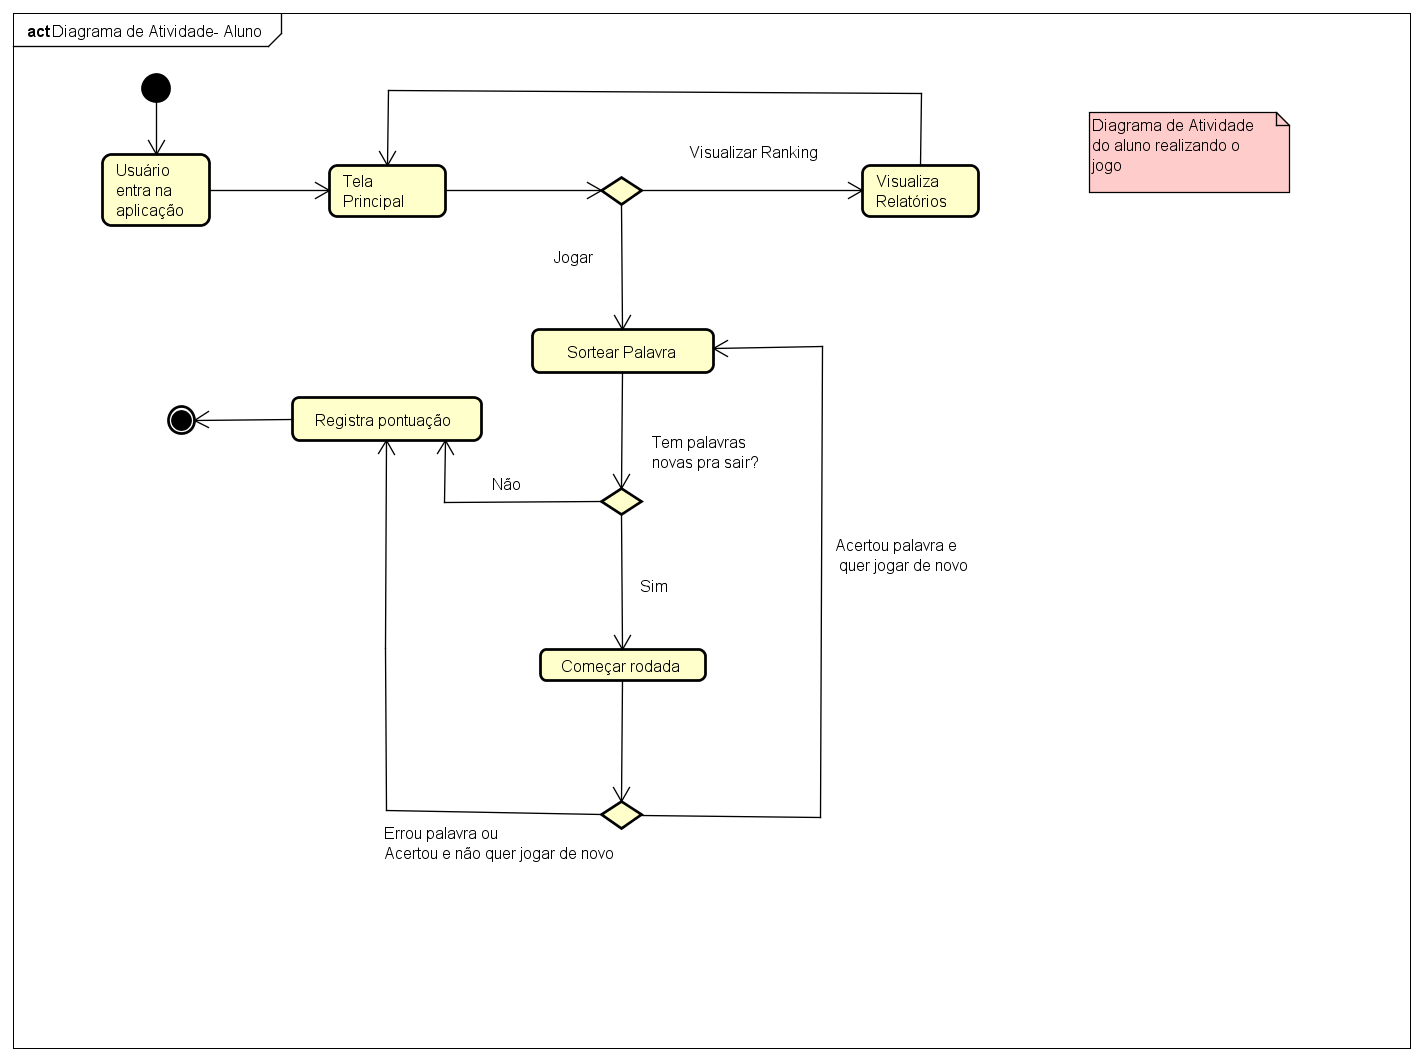 act Diagrama de Atividade- Aluno
Diagrama de Atividade
do aluno realizando o
jogo
Visualizar Ranking
Usuário
entra na
aplicação
Tela
Principal
Visualiza
Relatórios
Jogar
Sortear Palavra
Registra pontuação
Tem palavras
novas pra sair?
Não
Acertou palavra e
quer jogar de novo
Sim
Começar rodada
Errou palavra ou
Acertou e não quer jogar de novo